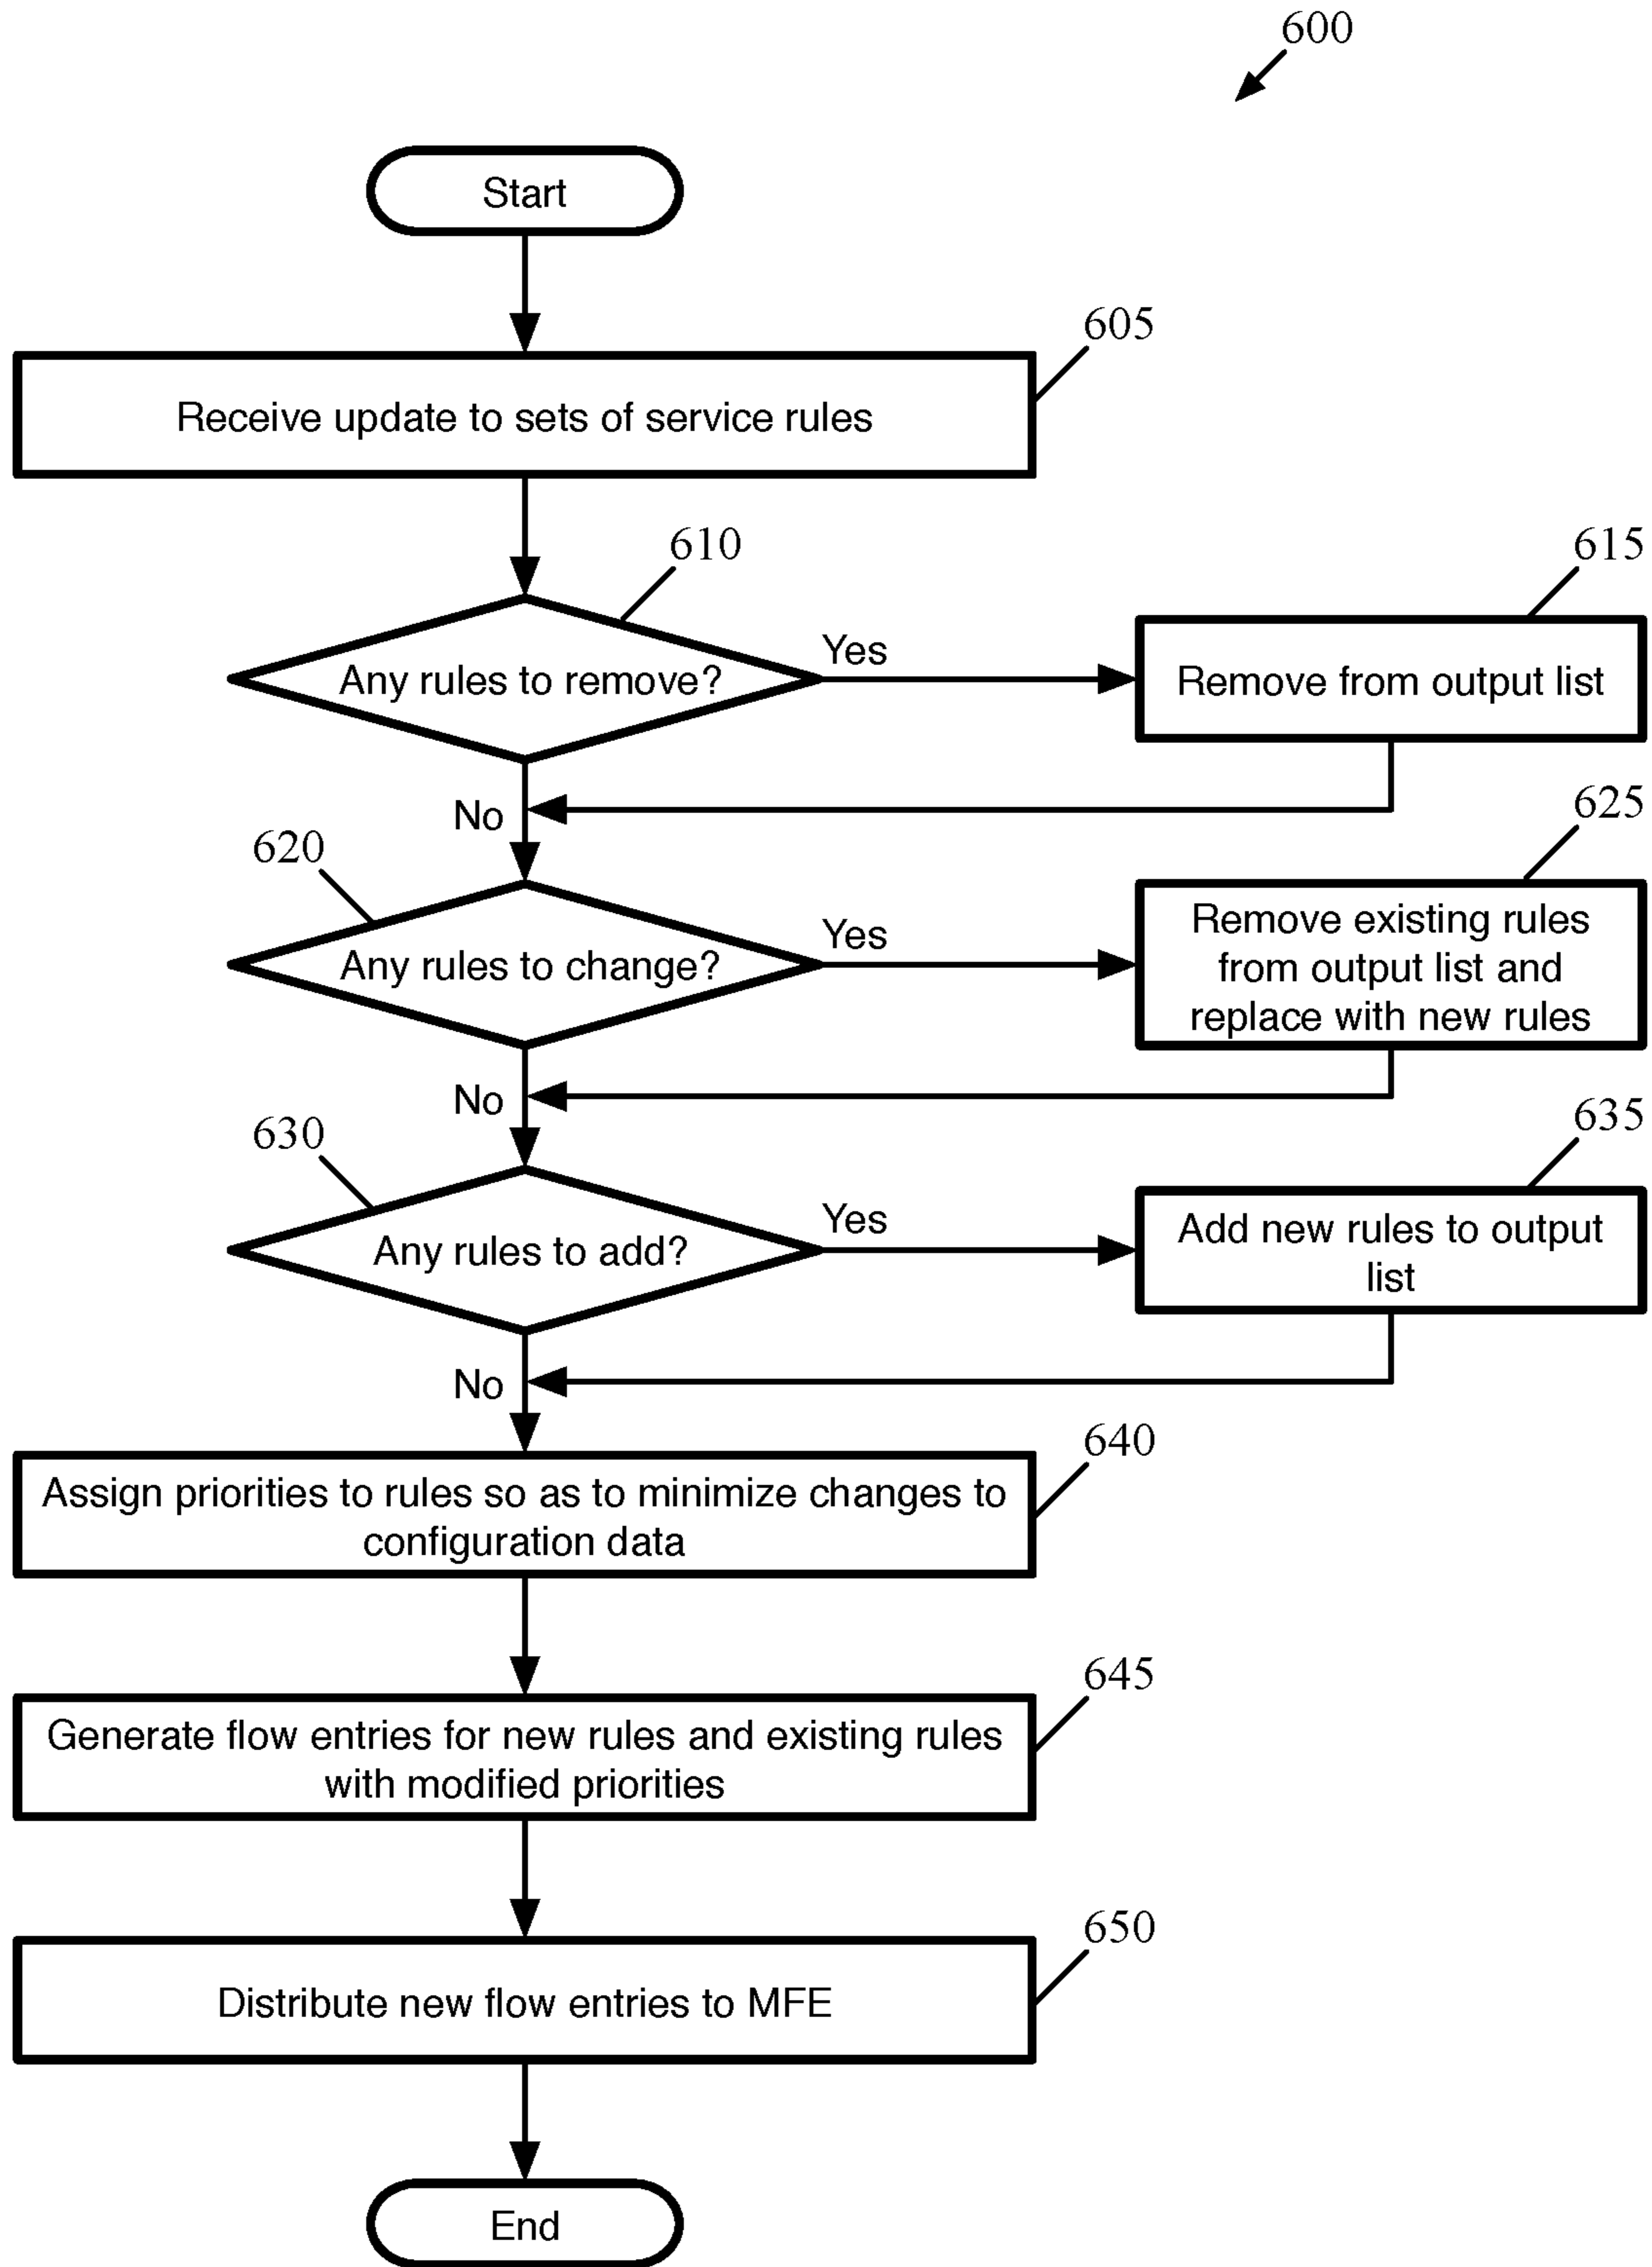 600
Start
605
Receive update to sets of service rules
610
615
Any rules to remove?
Yes
Remove from output list
No
620
625
Any rules to change?
Yes
Remove existing rules
from output list and
replace with new rules
No
630
635
Any rules to add?
Yes
Add new rules to output
list
No
640
Assign priorities to rules so as to minimize changes to
configuration data
645
Generate flow entries for new rules and existing rules
with modified priorities
650
Distribute new flow entries to MFE
End